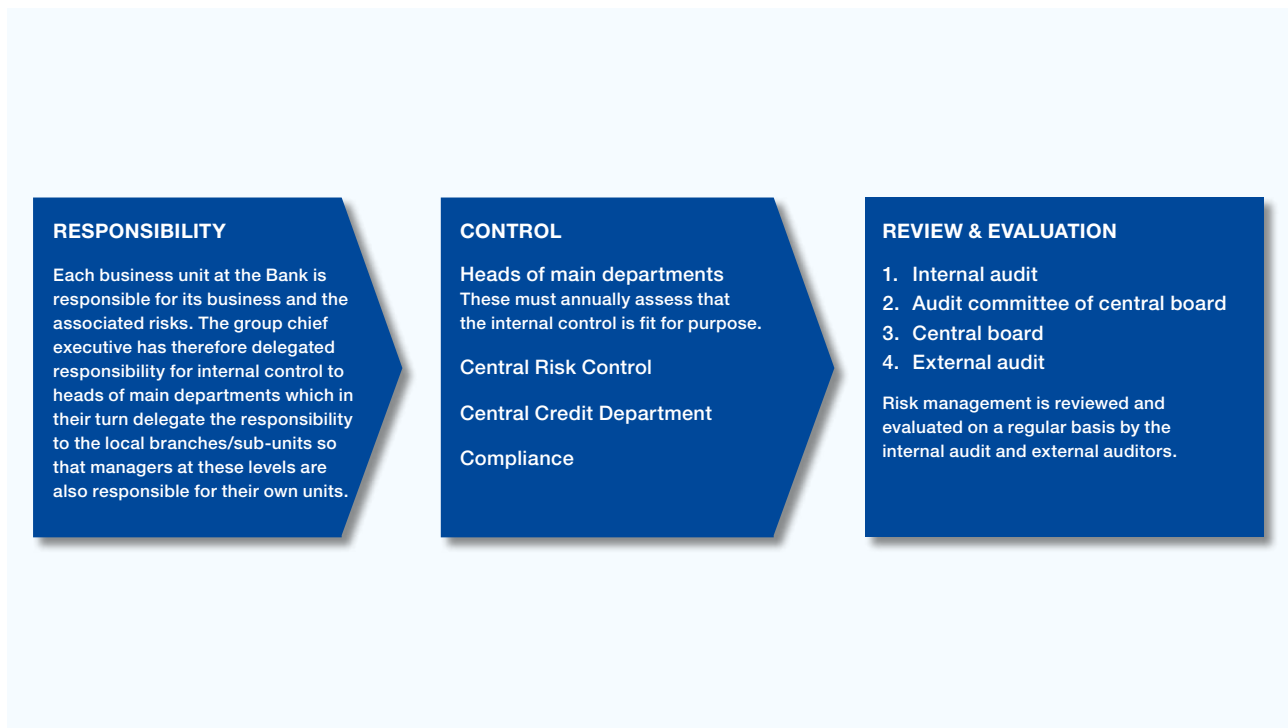 RESPONSIBILITY
Each business unit at the Bank is
responsible for its business and the
associated risks. The group chief
executive has therefore delegated
responsibility for internal control to
heads of main departments which in
their turn delegate the responsibility
to the local branches/sub-units so
that managers at these levels are
also responsible for their own units.
CONTROL
Heads of main departments
These must annually assess that
the internal control is fit for purpose.
Central Risk Control
Central Credit Department
Compliance
REVIEW & EVALUATION
1. Internal audit
2. Audit committee of central board
3. Central board
4. External audit
Risk management is reviewed and
evaluated on a regular basis by the
internal audit and external auditors.